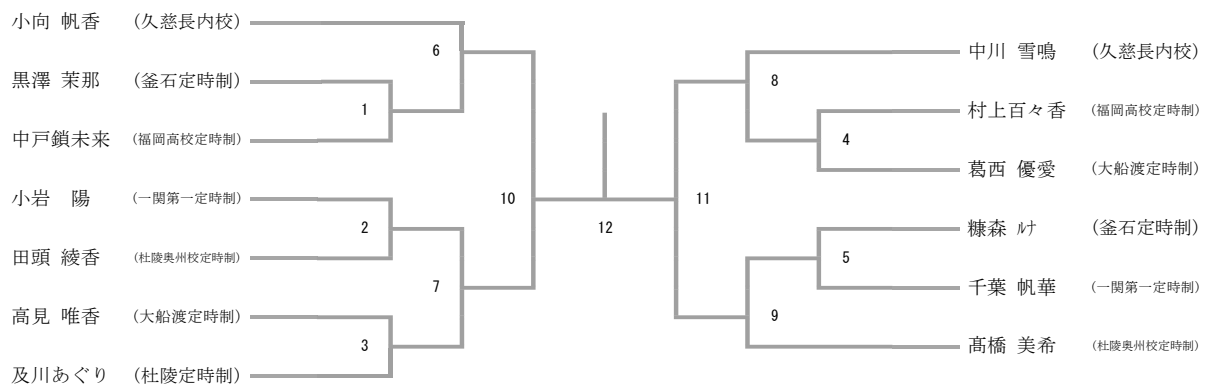 小向 帆香 (久慈長内校)
6
黒澤 茉那 (釜石定時制)
1
中戸鎖未来 (福岡高校定時制)
小岩 陽 (一関第一定時制)
2
田頭 綾香 (杜陵奥州校定時制)
7
高見 唯香 (大船渡定時制)
3
及川あぐり (杜陵定時制)
10
12
11
中川 雪鳴 (久慈長内校)
8
村上百々香 (福岡高校定時制)
4
葛西 優愛 (大船渡定時制)
糠森 ルナ (釜石定時制)
5
千葉 帆華 (一関第一定時制)
9
髙橋 美希 (杜陵奥州校定時制)